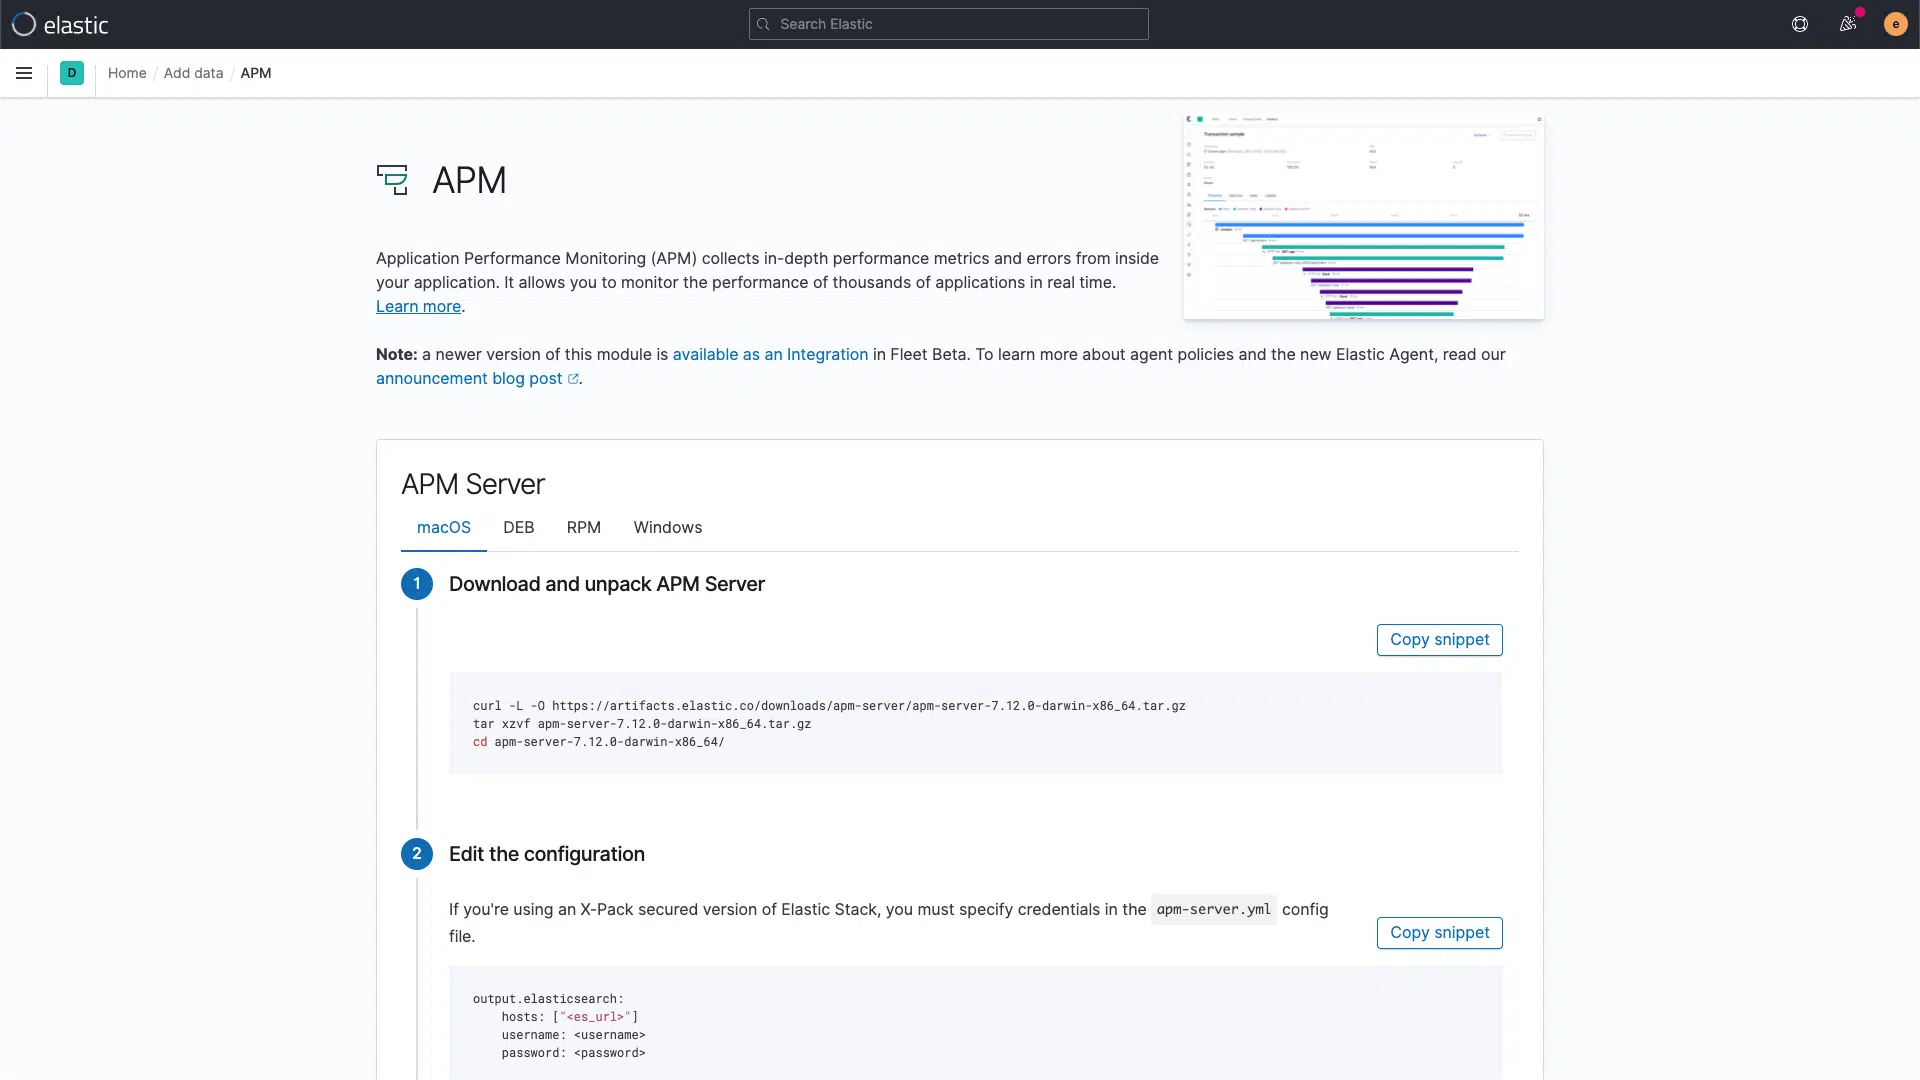 elastic
Search Elastic
e
D
Home / Add data / APM
APM
Transaction sample
Application Performance Monitoring (APM) collects in-depth performance metrics and errors from inside
your application. It allows you to monitor the performance of thousands of applications in real time.
Learn more.
Note: a newer version of this module is available as an Integration in Fleet Beta. To learn more about agent policies and the new Elastic Agent, read our
announcement blog post.
APM Server
macOS DEB RPM Windows
1 Download and unpack APM Server
Copy snippet
curl -L -O https://artifacts.elastic.co/downloads/apm-server/apm-server-7.12.0-darwin-x86_64.tar.gz
tar xzvf apm-server-7.12.0-darwin-x86_64.tar.gz
cd apm-server-7.12.0-darwin-x86_64/
2 Edit the configuration
If you're using an X-Pack secured version of Elastic Stack, you must specify credentials in the apm-server.yml config
file.
Copy snippet
output.elasticsearch:
hosts: ["<es_url>"]
username: <username>
password: <password>